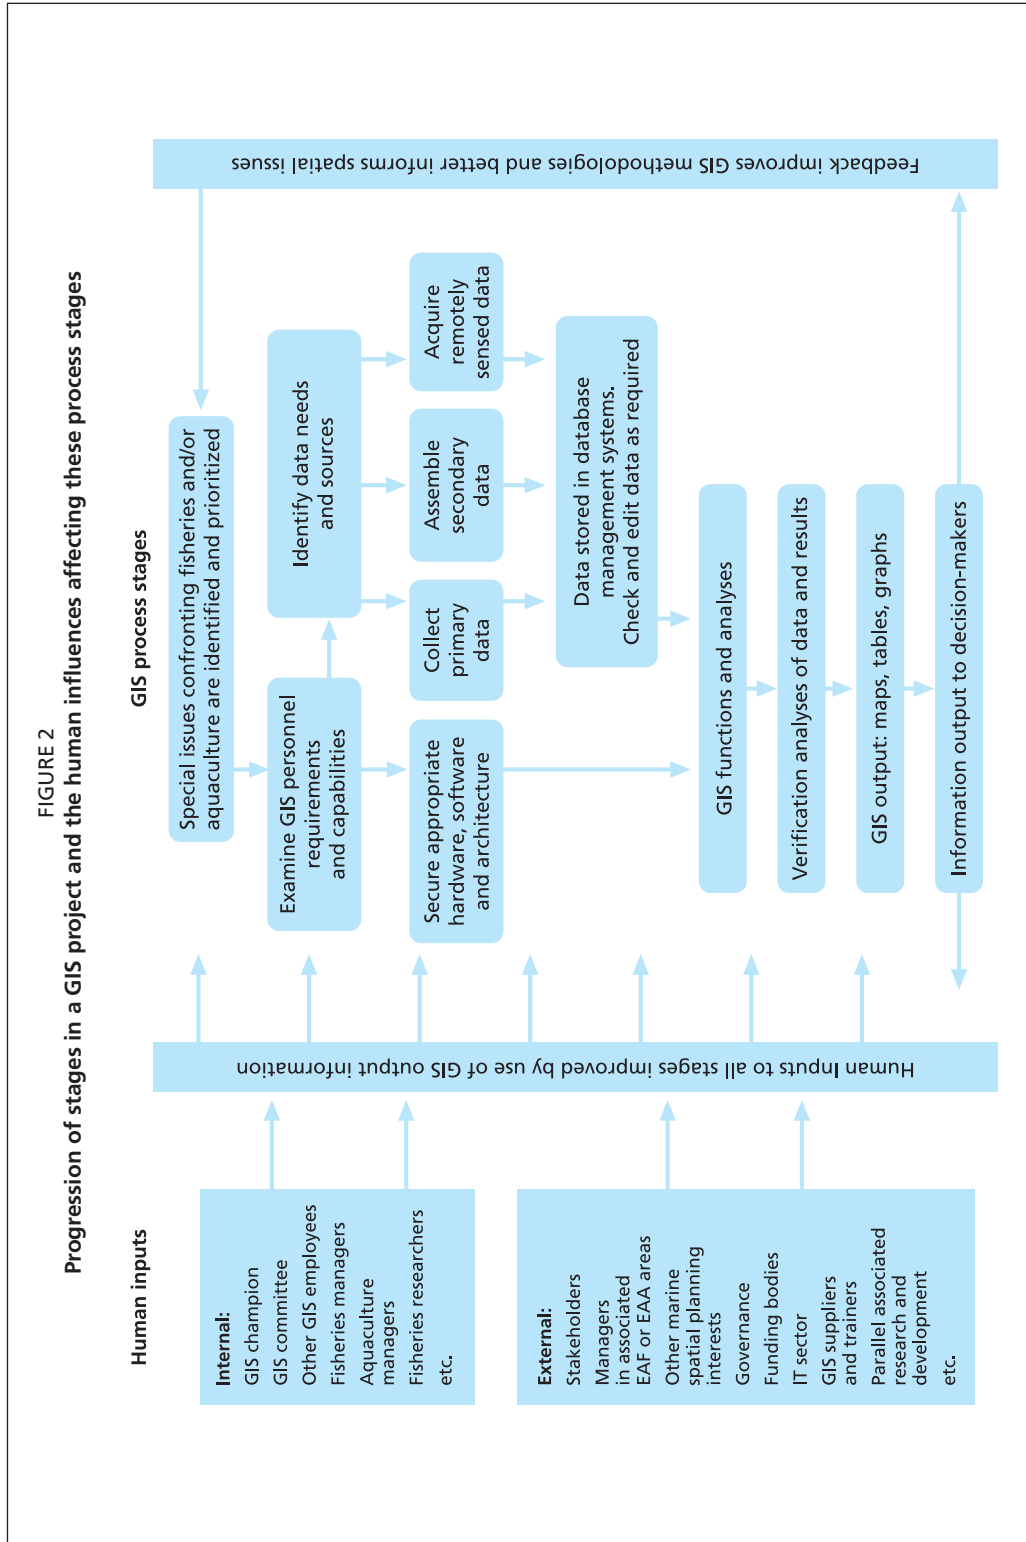 FIGURE 2
Progression of stages in a GIS project and the human influences affecting these process stages
Human inputs
GIS process stages
Internal:
GIS champion
GIS committee
Other GIS employees
Fisheries managers
Aquaculture
managers
Fisheries researchers
etc.
External:
Stakeholders
Managers
in associated
EAF or EAA areas
Other marine
spatial planning
interests
Governance
Funding bodies
IT sector
GIS suppliers
and trainers
Parallel associated
research and
development
etc.
Human Inputs to all stages improved by use of GIS output information
Special issues confronting fisheries and/or
aquaculture are identified and prioritized
Examine GIS personnel
requirements
and capabilities
Identify data needs
and sources
Secure appropriate
hardware, software
and architecture
Collect
primary
data
Assemble
secondary
data
Acquire
remotely
sensed data
Data stored in database
management systems.
Check and edit data as required
GIS functions and analyses
Verification analyses of data and results
GIS output: maps, tables, graphs
Information output to decision-makers
Feedback improves GIS methodologies and better informs spatial issues